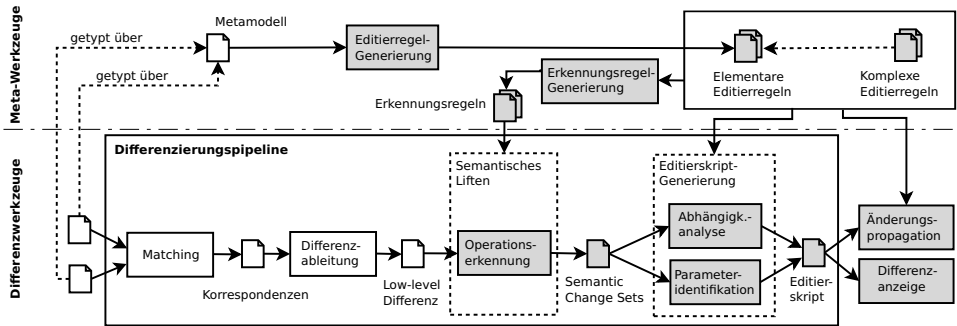 Meta-Werkzeuge
getypt über
Metamodell
getypt über
Editierregel-
Generierung
Erkennungsregeln
Erkennungsregel-
Generierung
Elementare
Editierregeln
Komplexe
Editierregeln
Differenzwerkzeuge
Differenzierungspipeline
Matching
Korrespondenzen
Differenz-
ableitung
Low-level
Differenz
Semantisches
Liften
Operations-
erkennung
Semantic
Change Sets
Editierskript-
Generierung
Abhängigk.-
analyse
Parameter-
identifikation
Editier-
skript
Änderungs-
propagation
Differenz-
anzeige